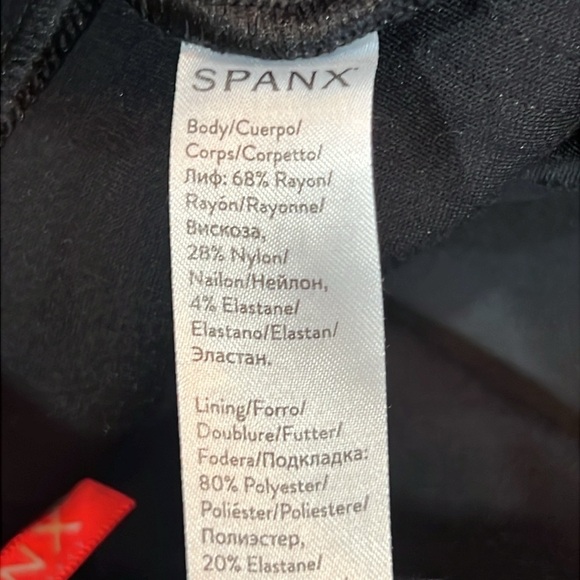 SPANX
Body/Cuerpo/
Corps/Corpetto/
Лиф: 68% Rayon/
Rayón/Rayonne/
Вискоза,
28% Nylon/
Nailon/Нейлон,
4% Elastane/
Elastano/Elastan/
Эластан.
Lining/Forro/
Doublure/Futter/
Fodera/Подкладка:
80% Polyester/
Poliéster/Poliestere/
Полиэстер,
20% Elastane/